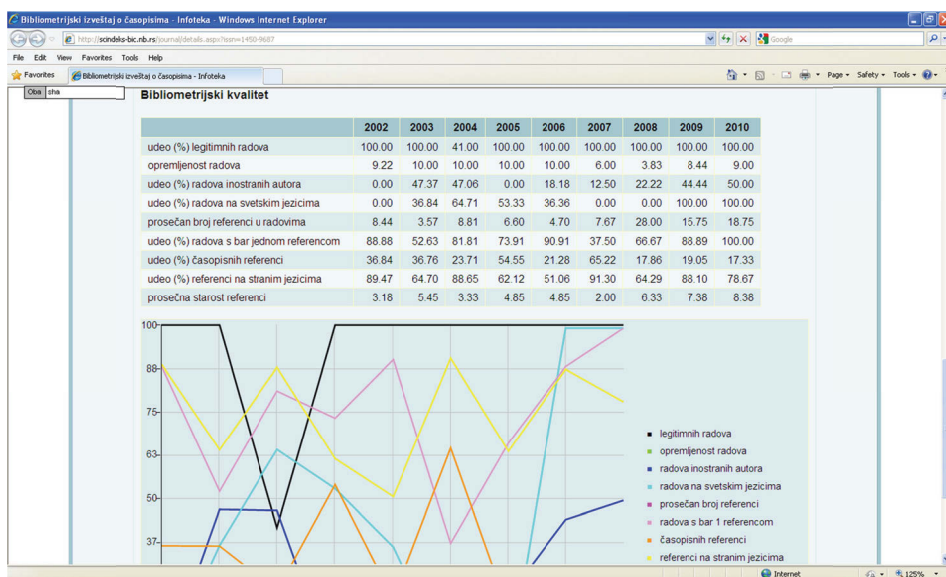 Bibliometrijski izveštaj o časopisima - Infoteka - Windows Internet Explorer
http://scindeks-bic.nb.rs/journal/details.aspx?issn=1450-9687
Google
File Edit View Favorites Tools Help
Favorites Bibliometrijski izveštaj o časopisima - Infoteka Page Safety Tools
Oba sha
Bibliometrijski kvalitet
2002 2003 2004 2005 2006 2007 2008 2009 2010
udeo (%) legitimnih radova 100.00 100.00 41.00 100.00 100.00 100.00 100.00 100.00 100.00
opremljenost radova 9.22 10.00 10.00 10.00 10.00 6.00 3.83 8.44 9.00
udeo (%) radova inostranih autora 0.00 47.37 47.06 0.00 18.18 12.50 22.22 44.44 50.00
udeo (%) radova na svetskim jezicima 0.00 36.84 64.71 53.33 36.36 0.00 0.00 100.00 100.00
prosečan broj referenci u radovima 8.44 3.57 8.81 6.60 4.70 7.67 28.00 15.75 18.75
udeo (%) radova s bar jednom referencom 88.88 52.63 81.81 73.91 90.91 37.50 66.67 88.89 100.00
udeo (%) časopisnih referenci 36.84 36.76 23.71 54.55 21.28 65.22 17.86 19.05 17.33
udeo (%) referenci na stranim jezicima 89.47 64.70 88.65 62.12 51.06 91.30 64.29 88.10 78.67
prosečna starost referenci 3.18 5.45 3.33 4.85 4.85 2.00 6.33 7.38 8.38
100
88
75
63
50
37
legitimnih radova
opremljenost radova
radova inostranih autora
radova na svetskim jezicima
prosečan broj referenci
radova s bar 1 referencom
časopisnih referenci
referenci na stranim jezicima
Internet 125%